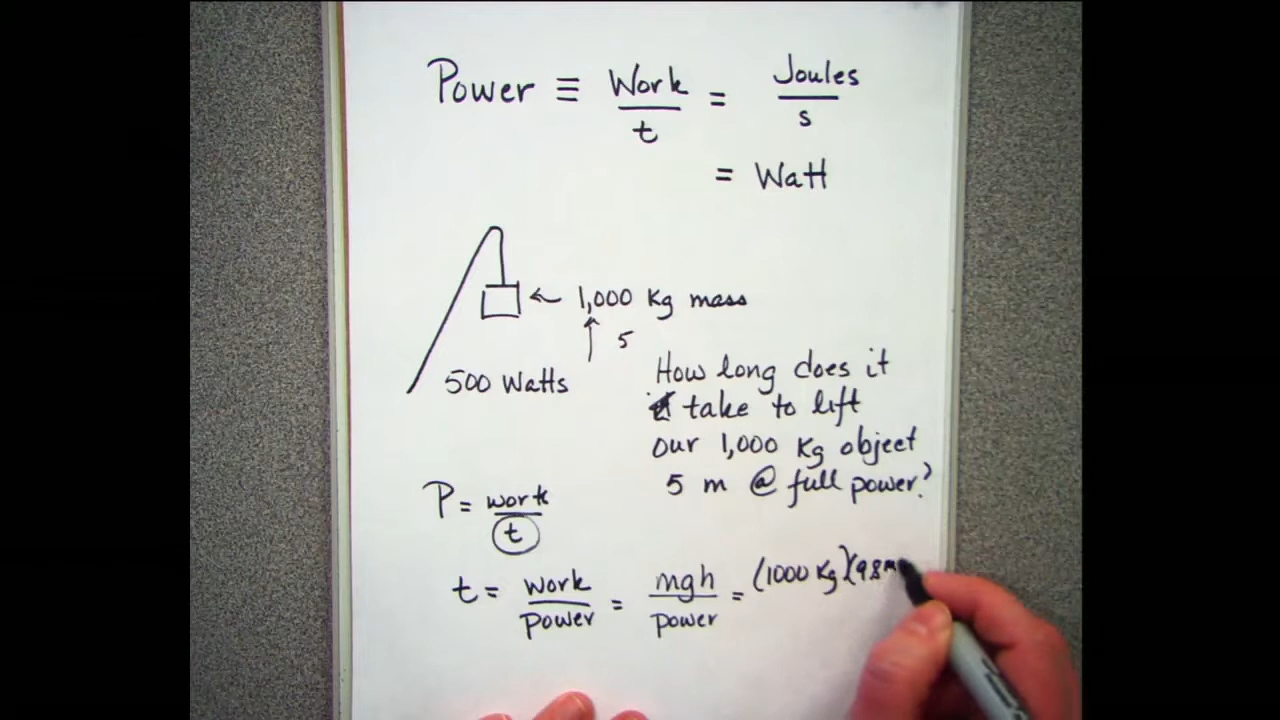 Power ≡ Work/t = Joules/s
= Watt
← 1,000 Kg mass
↑ 5
500 Watts
How long does it
take to lift
our 1,000 Kg object
5 m @ full power?
P = work/t
t = work/power = mgh/power = (1000 Kg)(9.8 m